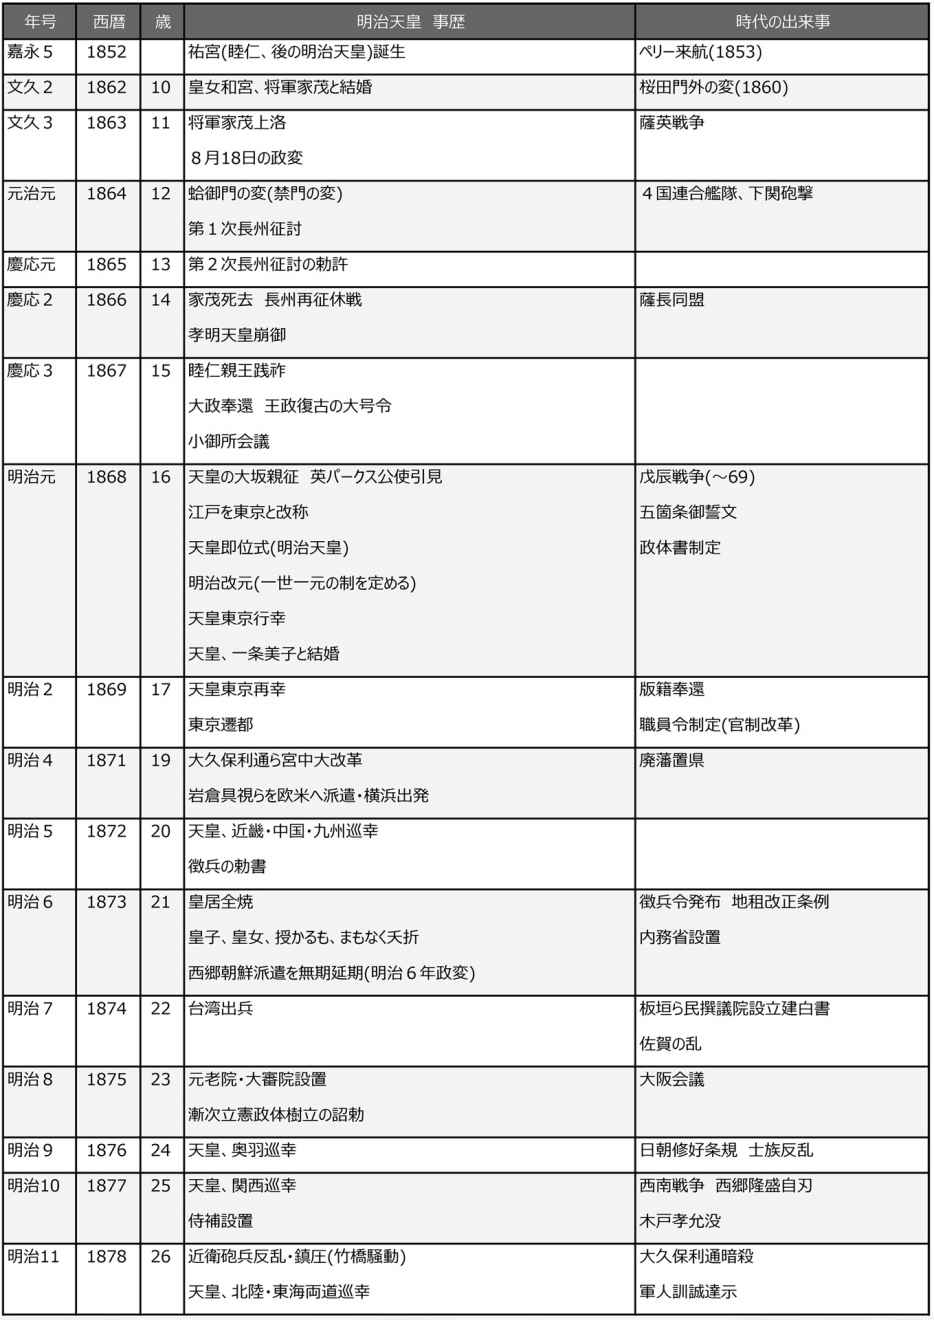 年号 西暦 歳 明治天皇 事歴 時代の出来事
嘉永５ 1852 祐宮(睦仁、後の明治天皇)誕生 ペリー来航(1853)
文久２ 1862 10 皇女和宮、将軍家茂と結婚 桜田門外の変(1860)
文久３ 1863 11 将軍家茂上洛 薩英戦争
８月18日の政変
元治元 1864 12 蛤御門の変(禁門の変) ４国連合艦隊、下関砲撃
第１次長州征討
慶応元 1865 13 第２次長州征討の勅許
慶応２ 1866 14 家茂死去 長州再征休戦 薩長同盟
孝明天皇崩御
慶応３ 1867 15 睦仁親王践祚
大政奉還 王政復古の大号令
小御所会議
明治元 1868 16 天皇の大坂親征 英パークス公使引見 戊辰戦争(～69)
江戸を東京と改称 五箇条御誓文
天皇即位式(明治天皇) 政体書制定
明治改元(一世一元の制を定める)
天皇東京行幸
天皇、一条美子と結婚
明治２ 1869 17 天皇東京再幸 版籍奉還
東京遷都 職員令制定(官制改革)
明治４ 1871 19 大久保利通ら宮中大改革 廃藩置県
岩倉具視らを欧米へ派遣・横浜出発
明治５ 1872 20 天皇、近畿・中国・九州巡幸
徴兵の勅書
明治６ 1873 21 皇居全焼 徴兵令発布 地租改正条例
皇子、皇女、授かるも、まもなく夭折 内務省設置
西郷朝鮮派遣を無期延期(明治６年政変)
明治７ 1874 22 台湾出兵 板垣ら民撰議院設立建白書
佐賀の乱
明治８ 1875 23 元老院・大審院設置 大阪会議
漸次立憲政体樹立の詔勅
明治９ 1876 24 天皇、奥羽巡幸 日朝修好条規 士族反乱
明治10 1877 25 天皇、関西巡幸 西南戦争 西郷隆盛自刃
侍補設置 木戸孝允没
明治11 1878 26 近衛砲兵反乱・鎮圧(竹橋騒動) 大久保利通暗殺
天皇、北陸・東海両道巡幸 軍人訓誡達示